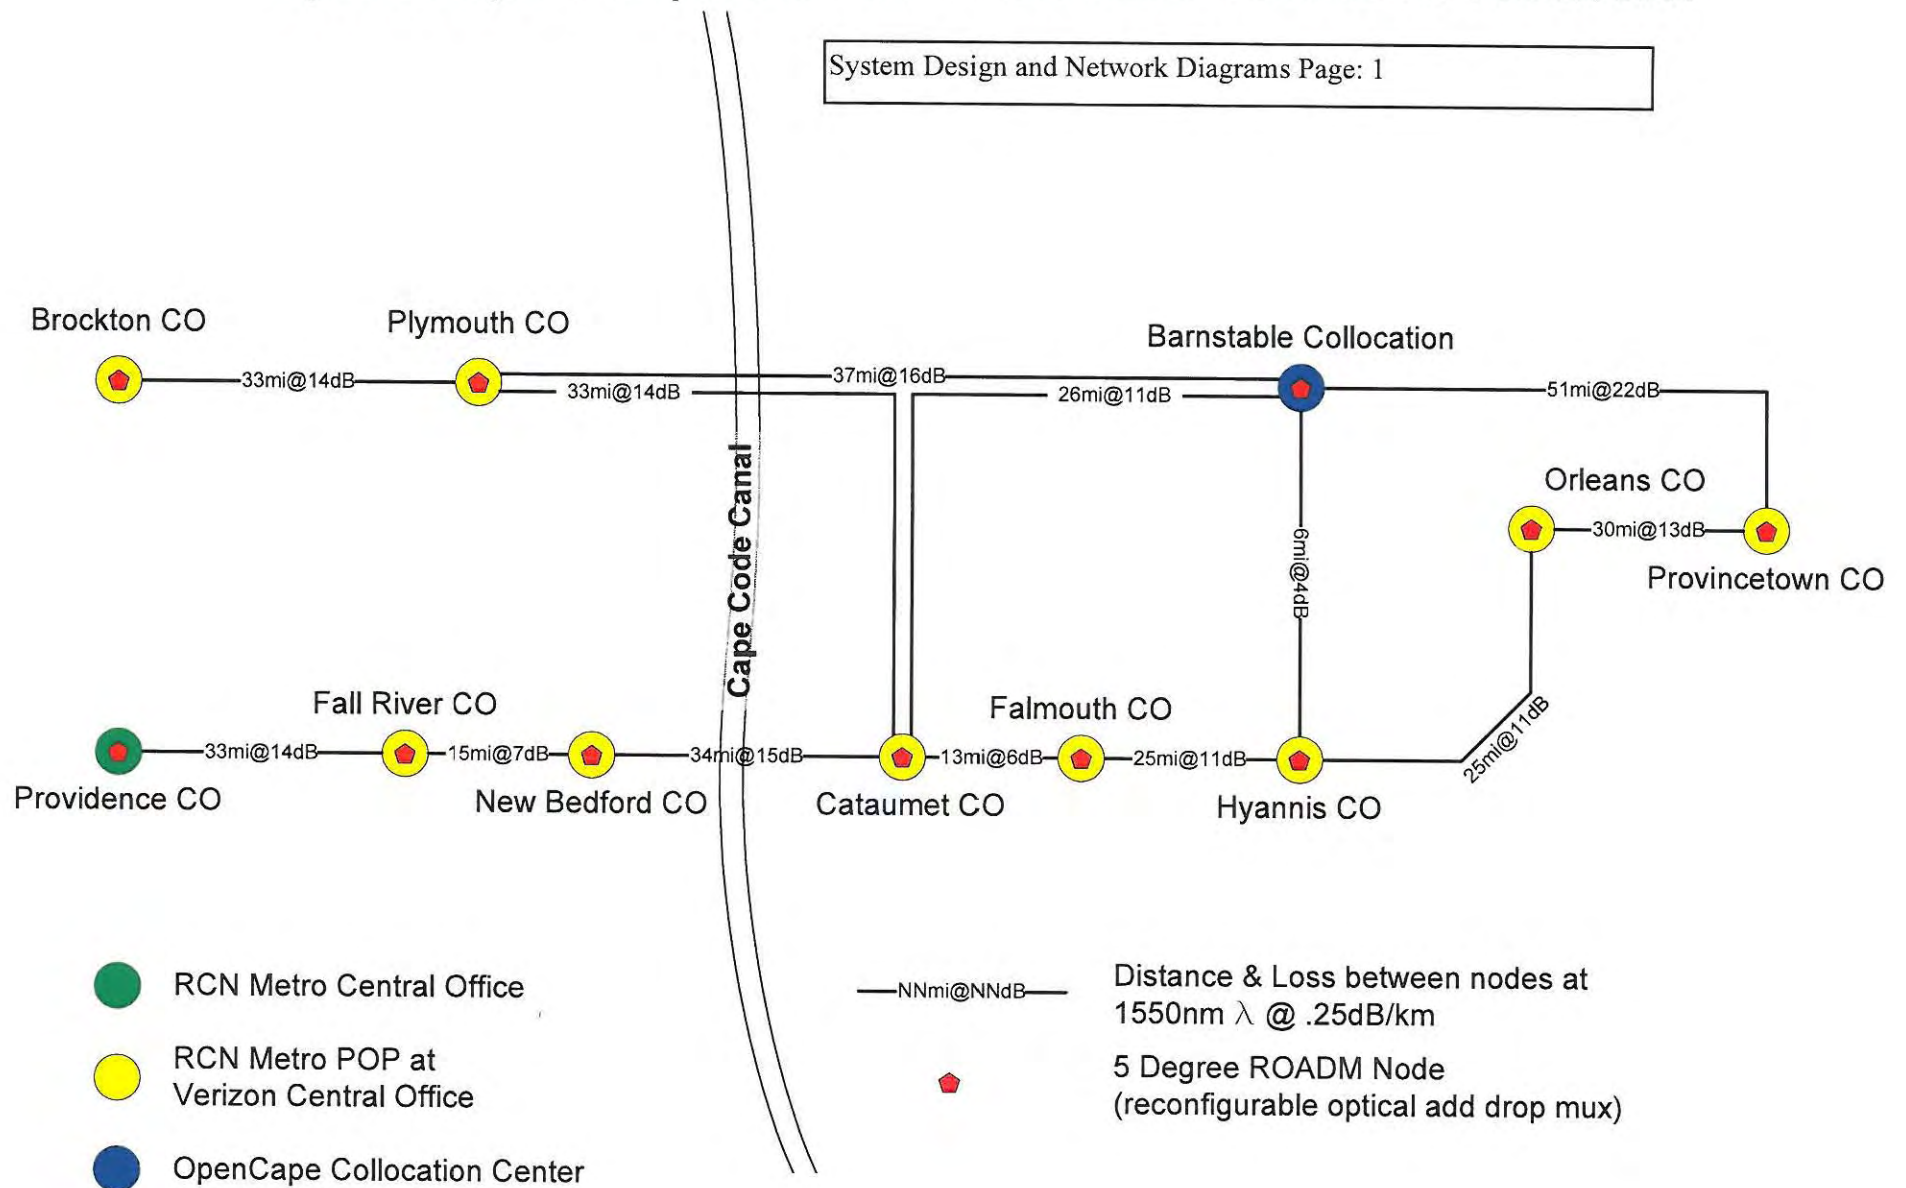 System Design and Network Diagrams Page: 1
Brockton CO
Plymouth CO
Barnstable Collocation
33mi@14dB
37mi@16dB
33mi@14dB
26mi@11dB
51mi@22dB
Cape Code Canal
6mi@4dB
Orleans CO
30mi@13dB
Provincetown CO
Fall River CO
Falmouth CO
25mi@11dB
33mi@14dB
15mi@7dB
34mi@15dB
13mi@6dB
25mi@11dB
Providence CO
New Bedford CO
Cataumet CO
Hyannis CO
RCN Metro Central Office
RCN Metro POP at
Verizon Central Office
OpenCape Collocation Center
NNmi@NNdB
Distance & Loss between nodes at
1550nm λ @ .25dB/km
5 Degree ROADM Node
(reconfigurable optical add drop mux)